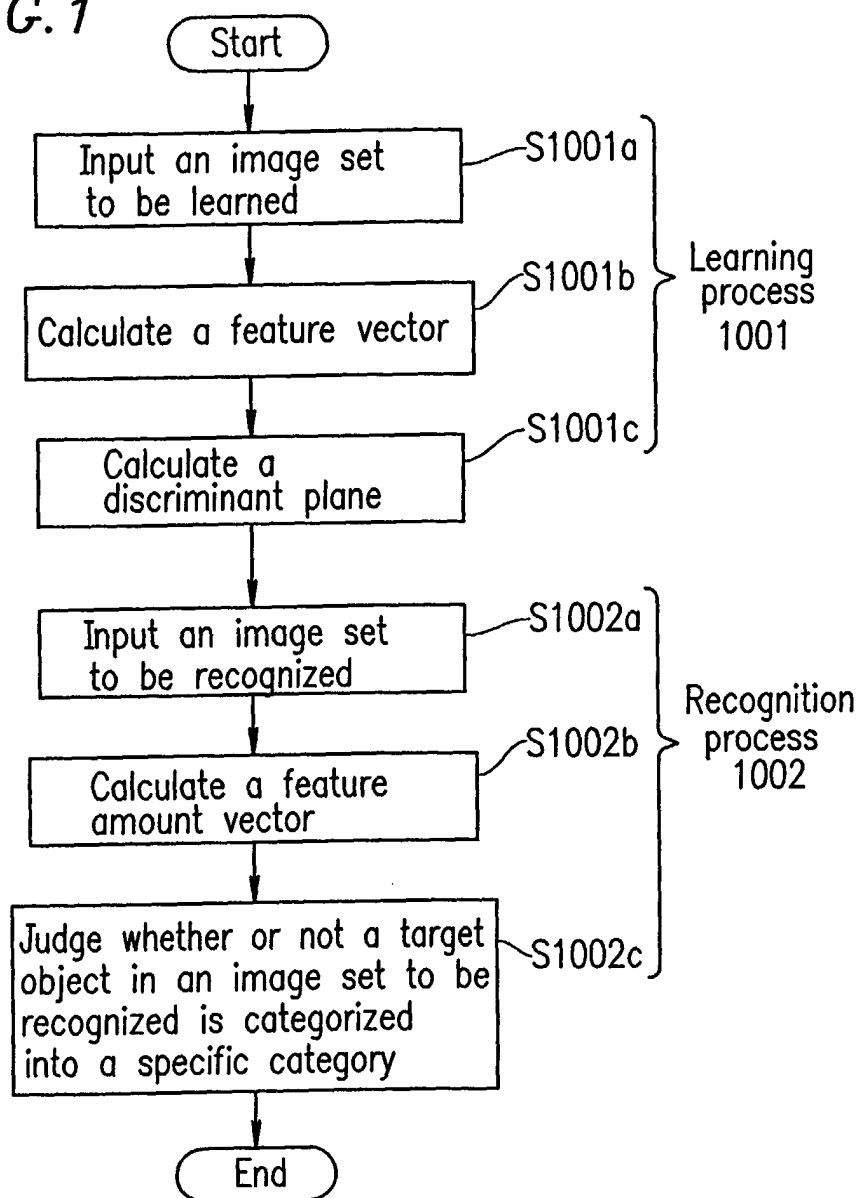 G. 1
Start
Input an image set
to be learned
S1001a
Calculate a feature vector
S1001b
Calculate a
discriminant plane
S1001c
Learning
process
1001
Input an image set
to be recognized
S1002a
Calculate a feature
amount vector
S1002b
Judge whether or not a target
object in an image set to be
recognized is categorized
into a specific category
S1002c
Recognition
process
1002
End